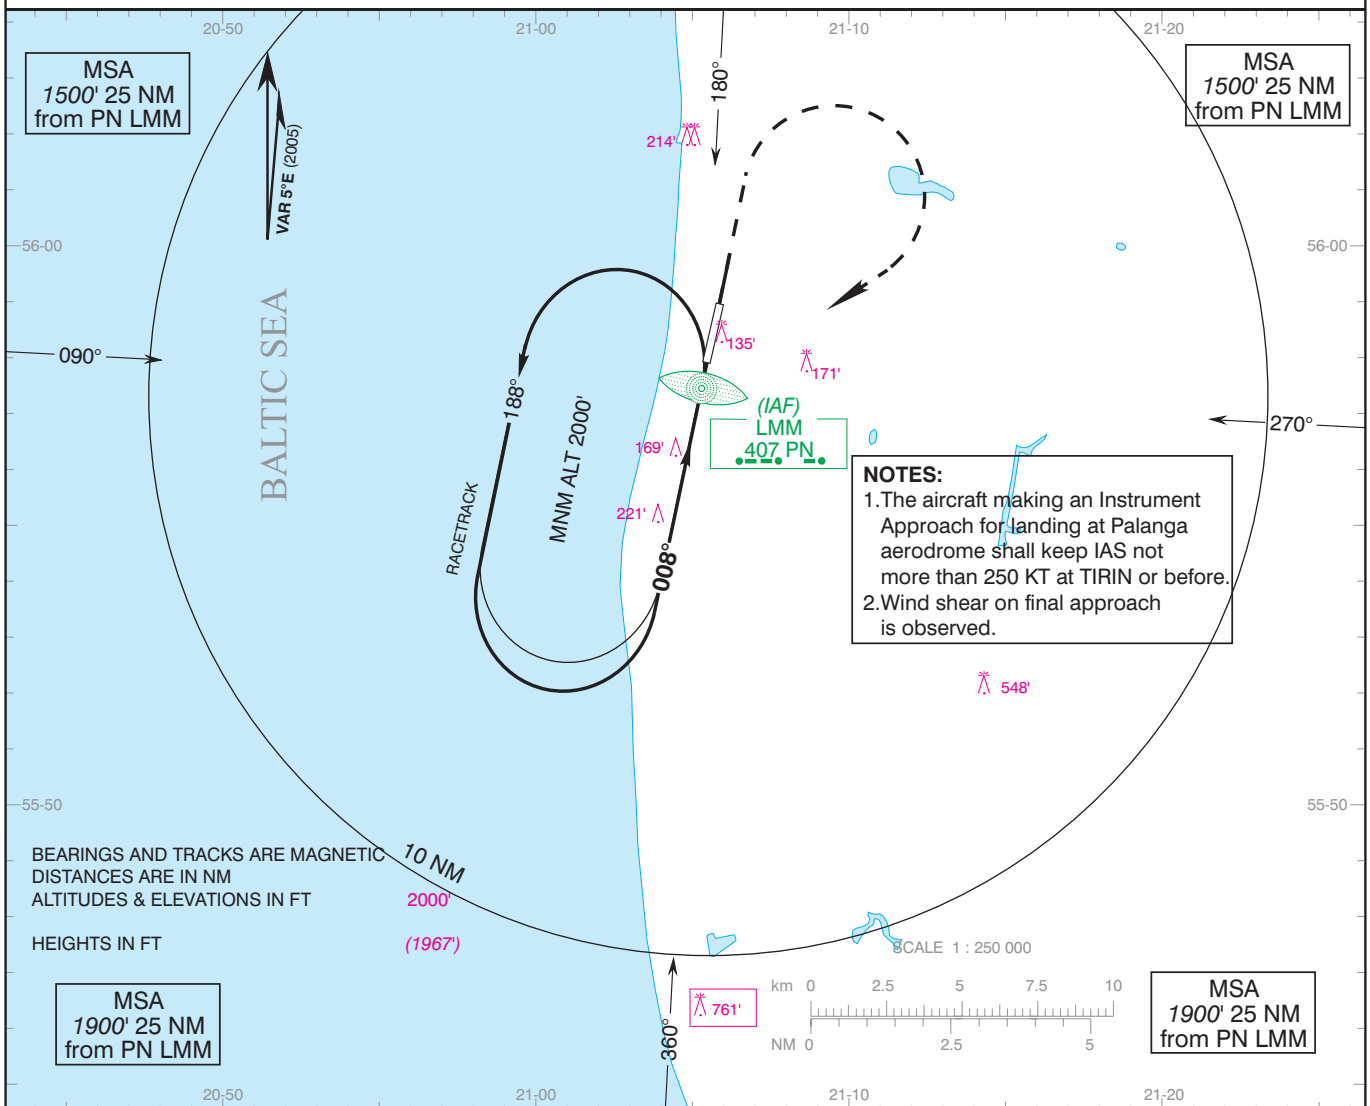 20-50
21-00
21-10
21-20
MSA
1500' 25 NM
from PN LMM
MSA
1500' 25 NM
from PN LMM
180°
214'
VAR 5°E (2005)
56-00
56-00
BALTIC SEA
090°
135'
171'
188°
MNM ALT 2000'
(IAF)
LMM
407 PN
270°
169'
221'
RACETRACK
008°
NOTES:
1.The aircraft making an Instrument
Approach for landing at Palanga
aerodrome shall keep IAS not
more than 250 KT at TIRIN or before.
2.Wind shear on final approach
is observed.
548'
55-50
55-50
10 NM
BEARINGS AND TRACKS ARE MAGNETIC
DISTANCES ARE IN NM
ALTITUDES & ELEVATIONS IN FT 2000'
HEIGHTS IN FT (1967')
SCALE 1 : 250 000
km 0 2.5 5 7.5 10
NM 0 2.5 5
761'
360°
MSA
1900' 25 NM
from PN LMM
MSA
1900' 25 NM
from PN LMM
20-50
21-00
21-10
21-20